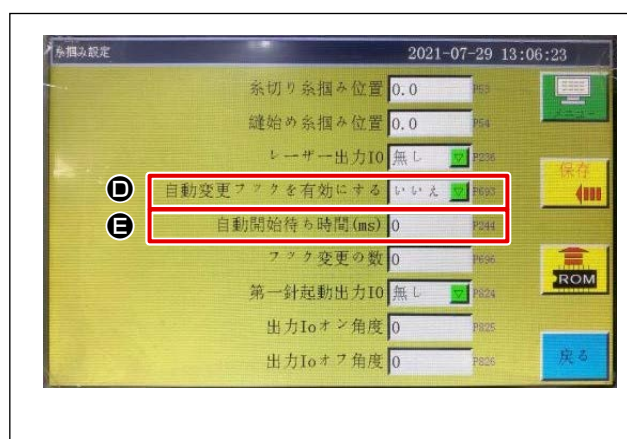 糸掴み設定 2021-07-29 13:06:23
糸切り糸掴み位置 0.0 P53
縫始め糸掴み位置 0.0 P54
メニュー
レーザー出力IO 無し P236
保存
D 自動変更フックを有効にする いいえ P693
E 自動開始待ち時間(ms) 0 P244
フック変更の数 0 P696
ROM
第一針起動出力IO 無し P824
出力Ioオン角度 0 P825
出力Ioオフ角度 0 P826
戻る